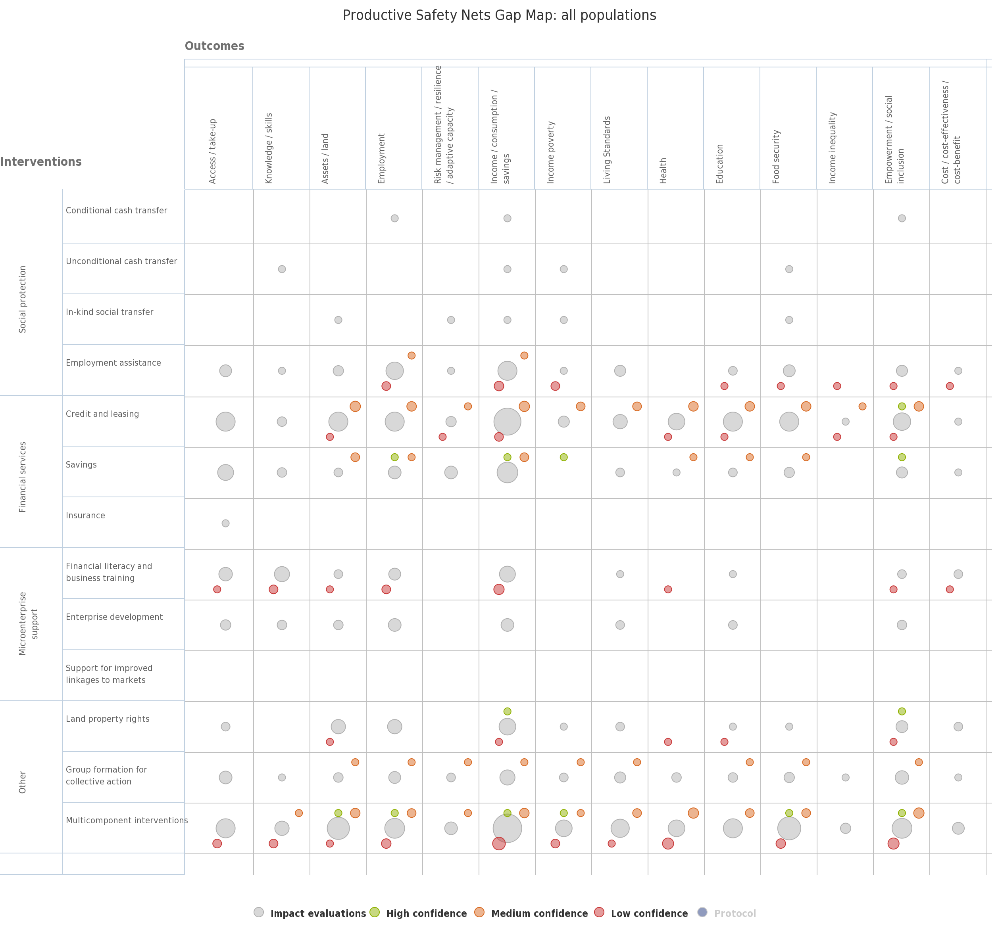 Productive Safety Nets Gap Map: all populations
Outcomes
Interventions
Access / take-up
Knowledge / skills
Assets / land
Employment
Risk management / resilience
/ adaptive capacity
Income / consumption /
savings
Income poverty
Living Standards
Health
Education
Food security
Income inequality
Empowerment / social
inclusion
Cost / cost-effectiveness /
cost-benefit
Social protection
Conditional cash transfer
Unconditional cash transfer
In-kind social transfer
Employment assistance
Financial services
Credit and leasing
Savings
Insurance
Microenterprise
support
Financial literacy and
business training
Enterprise development
Support for improved
linkages to markets
Other
Land property rights
Group formation for
collective action
Multicomponent interventions
Impact evaluations
High confidence
Medium confidence
Low confidence
Protocol